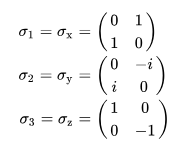 σ₁ = σₓ = ( 0 1
1 0 )
σ₂ = σᵧ = ( 0 −i
i 0 )
σ₃ = σ_z = ( 1 0
0 −1 )